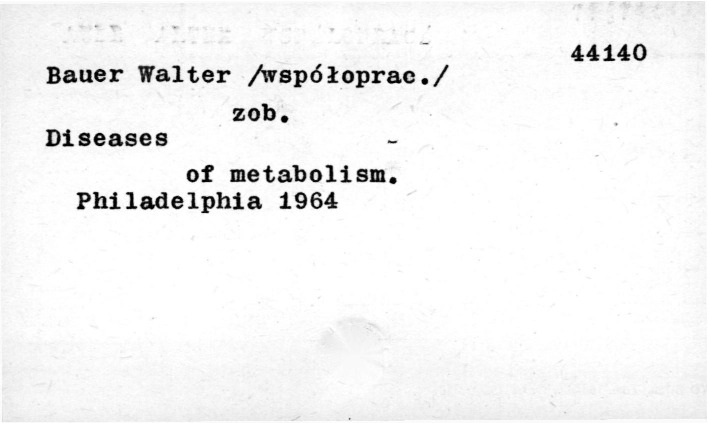 44140
Bauer Walter /współoprac./
zob.
Diseases -
of metabolism.
Philadelphia 1964